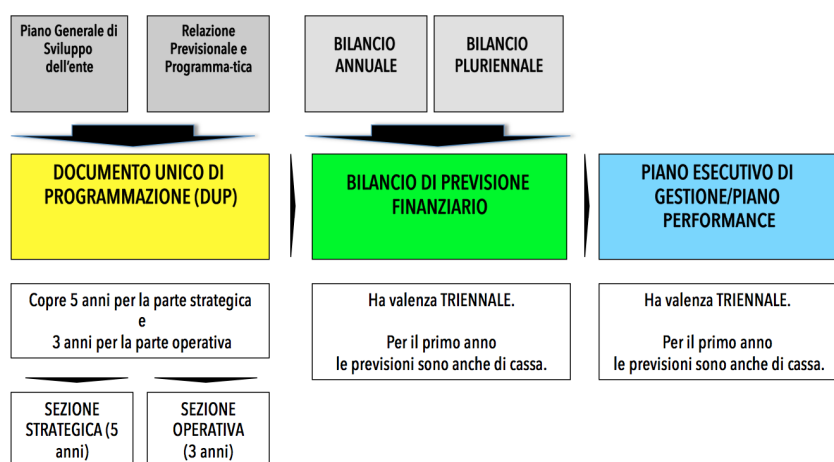 Piano Generale di
Sviluppo
dell'ente
Relazione
Previsionale e
Programma-tica
BILANCIO
ANNUALE
BILANCIO
PLURIENNALE
DOCUMENTO UNICO DI
PROGRAMMAZIONE (DUP)
BILANCIO DI PREVISIONE
FINANZIARIO
PIANO ESECUTIVO DI
GESTIONE/PIANO
PERFORMANCE
Copre 5 anni per la parte strategica
e
3 anni per la parte operativa
Ha valenza TRIENNALE.
Per il primo anno
le previsioni sono anche di cassa.
Ha valenza TRIENNALE.
Per il primo anno
le previsioni sono anche di cassa.
SEZIONE
STRATEGICA (5
anni)
SEZIONE
OPERATIVA
(3 anni)